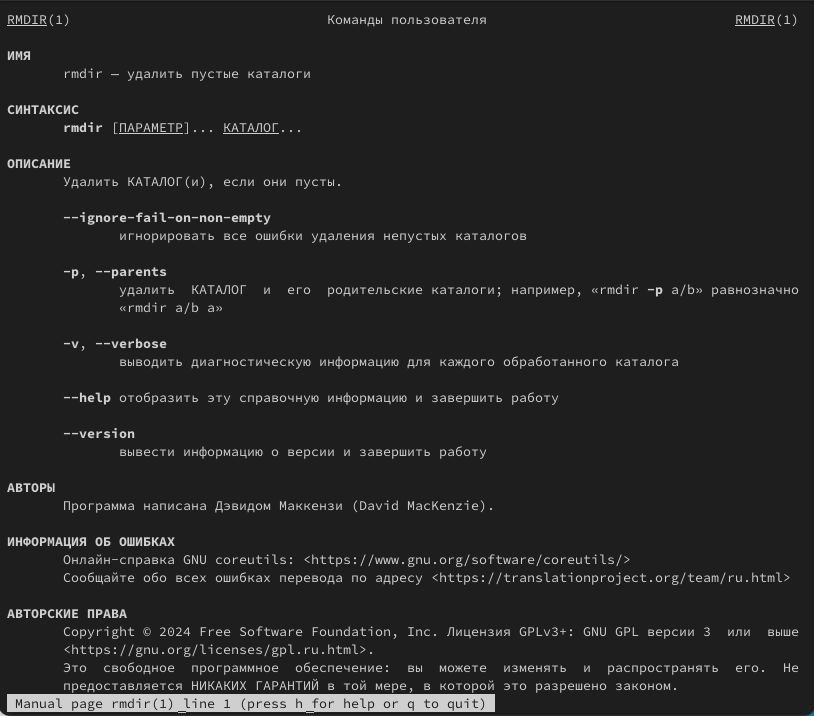 RMDIR(1) Команды пользователя RMDIR(1)
ИМЯ
rmdir — удалить пустые каталоги
СИНТАКСИС
rmdir [ПАРАМЕТР]... КАТАЛОГ...
ОПИСАНИЕ
Удалить КАТАЛОГ(и), если они пусты.
--ignore-fail-on-non-empty
игнорировать все ошибки удаления непустых каталогов
-p, --parents
удалить КАТАЛОГ и его родительские каталоги; например, «rmdir -p a/b» равнозначно
«rmdir a/b a»
-v, --verbose
выводить диагностическую информацию для каждого обработанного каталога
--help отобразить эту справочную информацию и завершить работу
--version
вывести информацию о версии и завершить работу
АВТОРЫ
Программа написана Дэвидом Маккензи (David MacKenzie).
ИНФОРМАЦИЯ ОБ ОШИБКАХ
Онлайн-справка GNU coreutils: <https://www.gnu.org/software/coreutils/>
Сообщайте обо всех ошибках перевода по адресу <https://translationproject.org/team/ru.html>
АВТОРСКИЕ ПРАВА
Copyright © 2024 Free Software Foundation, Inc. Лицензия GPLv3+: GNU GPL версии 3 или выше
<https://gnu.org/licenses/gpl.ru.html>.
Это свободное программное обеспечение: вы можете изменять и распространять его. Не
предоставляется НИКАКИХ ГАРАНТИЙ в той мере, в которой это разрешено законом.
Manual page rmdir(1) line 1 (press h for help or q to quit)